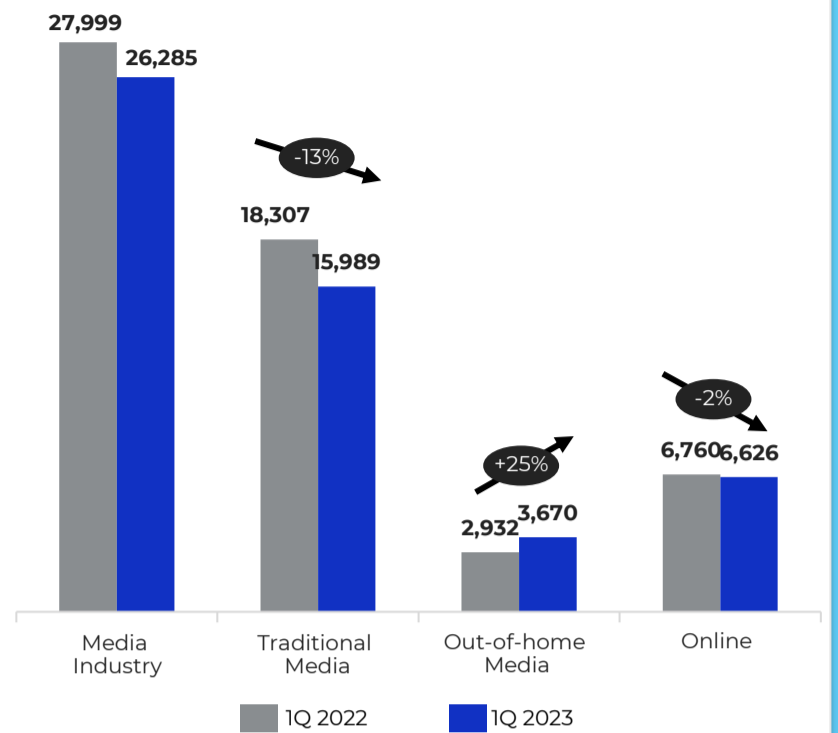 27,999
26,285
-13%
18,307
15,989
-2%
+25%
6,760
6,626
2,932
3,670
Media
Industry
Traditional
Media
Out-of-home
Media
Online
1Q 2022
1Q 2023